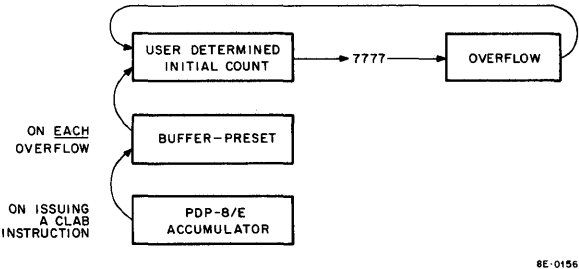 USER DETERMINED
INITIAL COUNT
7777
OVERFLOW
ON EACH
OVERFLOW
BUFFER-PRESET
ON ISSUING
A CLAB
INSTRUCTION
PDP-8/E
ACCUMULATOR
8E-0156